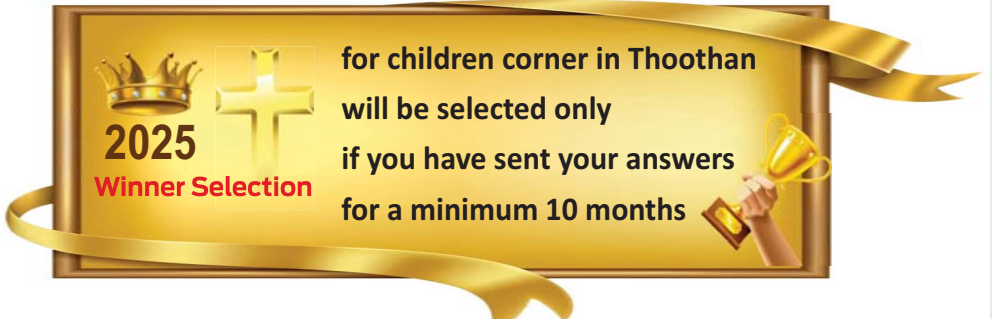 2025
Winner Selection
for children corner in Thoothan
will be selected only
if you have sent your answers
for a minimum 10 months